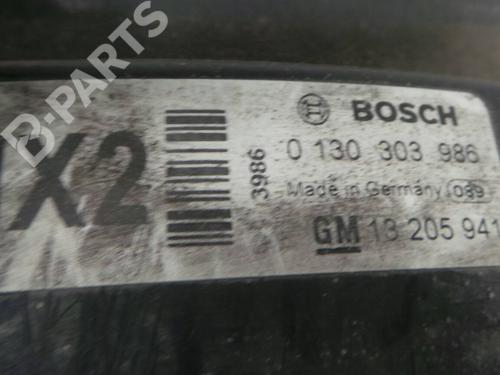 B-PARTS
X2
3986
BOSCH
0 130 303 986
Made in Germany 089
GM 13 205 941